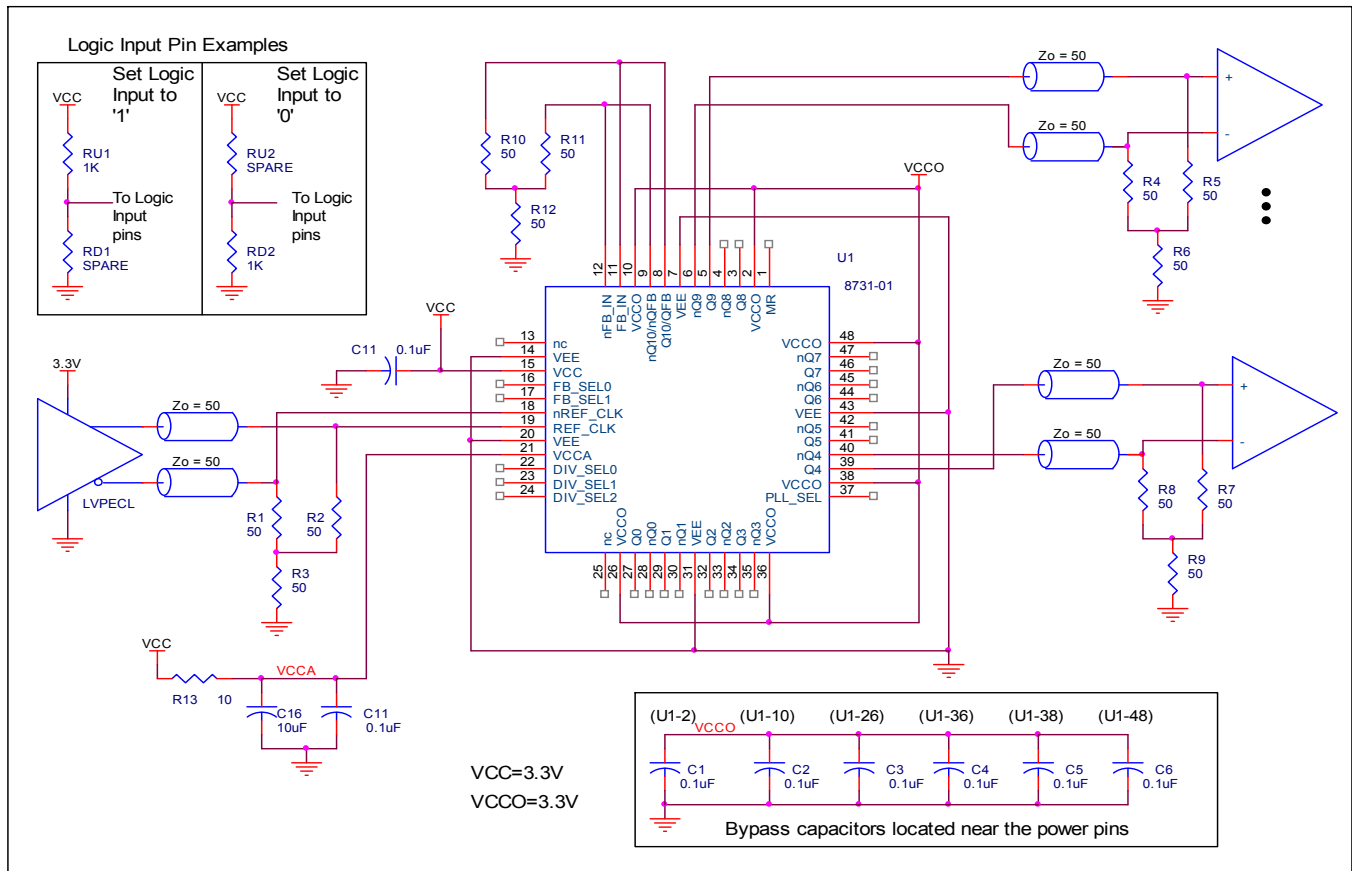 Logic Input Pin Examples
Set Logic
Input to
'1'
VCC
RU1
1K
To Logic
Input
pins
RD1
SPARE
Set Logic
Input to
'0'
VCC
RU2
SPARE
To Logic
Input
pins
RD2
1K
R10
50
R11
50
R12
50
Zo = 50
Zo = 50
+
-
R4
50
R5
50
R6
50
VCCO
U1
8731-01
12
11
10
9
8
7
6
5
4
3
2
1
nFB_IN
FB_IN
VCCO
nQ10/nQFB
Q10/QFB
VEE
nQ9
Q9
nQ8
Q8
VCCO
MR
VCC
C11
0.1uF
13
nc
14
VEE
15
VCC
16
FB_SEL0
17
FB_SEL1
18
nREF_CLK
19
REF_CLK
20
VEE
21
VCCA
22
DIV_SEL0
23
DIV_SEL1
24
DIV_SEL2
VCCO
48
nQ7
47
Q7
46
nQ6
45
Q6
44
VEE
43
nQ5
42
Q5
41
nQ4
40
Q4
39
VCCO
38
PLL_SEL
37
nc
VCCO
Q0
nQ0
Q1
nQ1
VEE
Q2
nQ2
Q3
nQ3
VCCO
25
26
27
28
29
30
31
32
33
34
35
36
3.3V
Zo = 50
Zo = 50
LVPECL
R1
50
R2
50
R3
50
Zo = 50
Zo = 50
+
-
R8
50
R7
50
R9
50
VCC
VCCA
R13 10
C16
10uF
C11
0.1uF
VCC=3.3V
VCCO=3.3V
(U1-2) (U1-10) (U1-26) (U1-36) (U1-38) (U1-48)
VCCO
C1
0.1uF
C2
0.1uF
C3
0.1uF
C4
0.1uF
C5
0.1uF
C6
0.1uF
Bypass capacitors located near the power pins